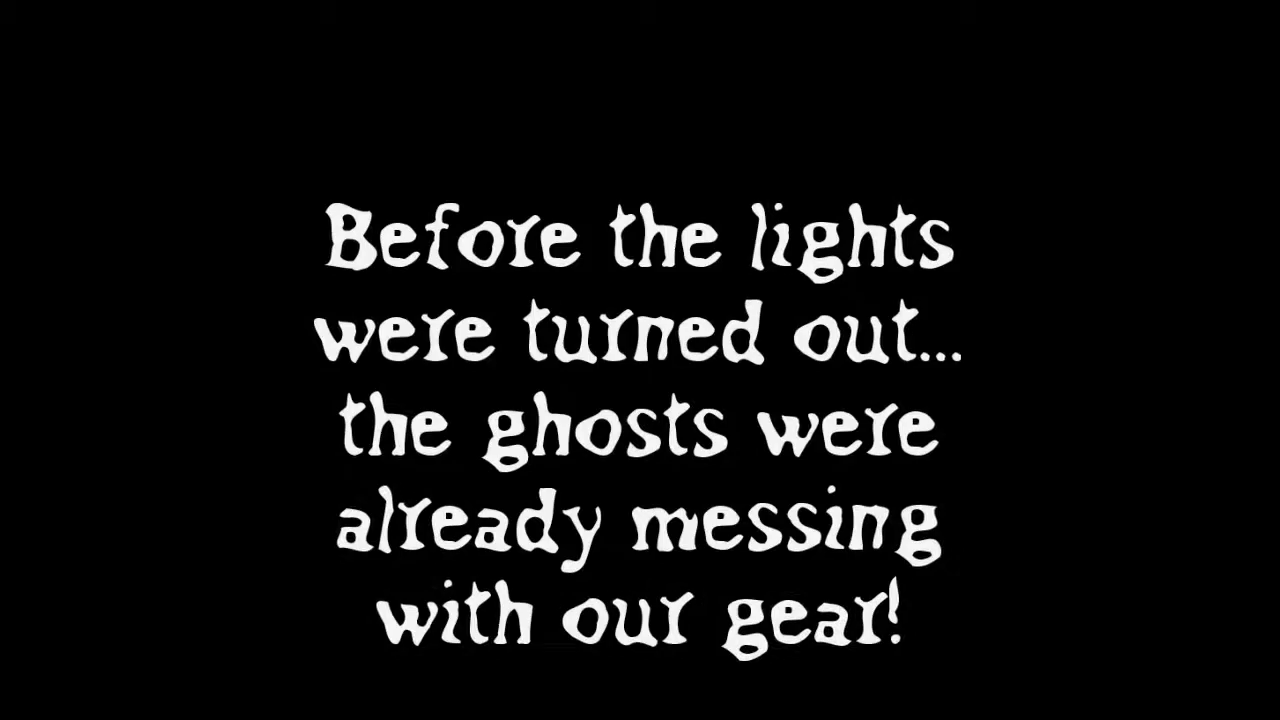 Before the lights
were turned out...
the ghosts were
already messing
with our gear!